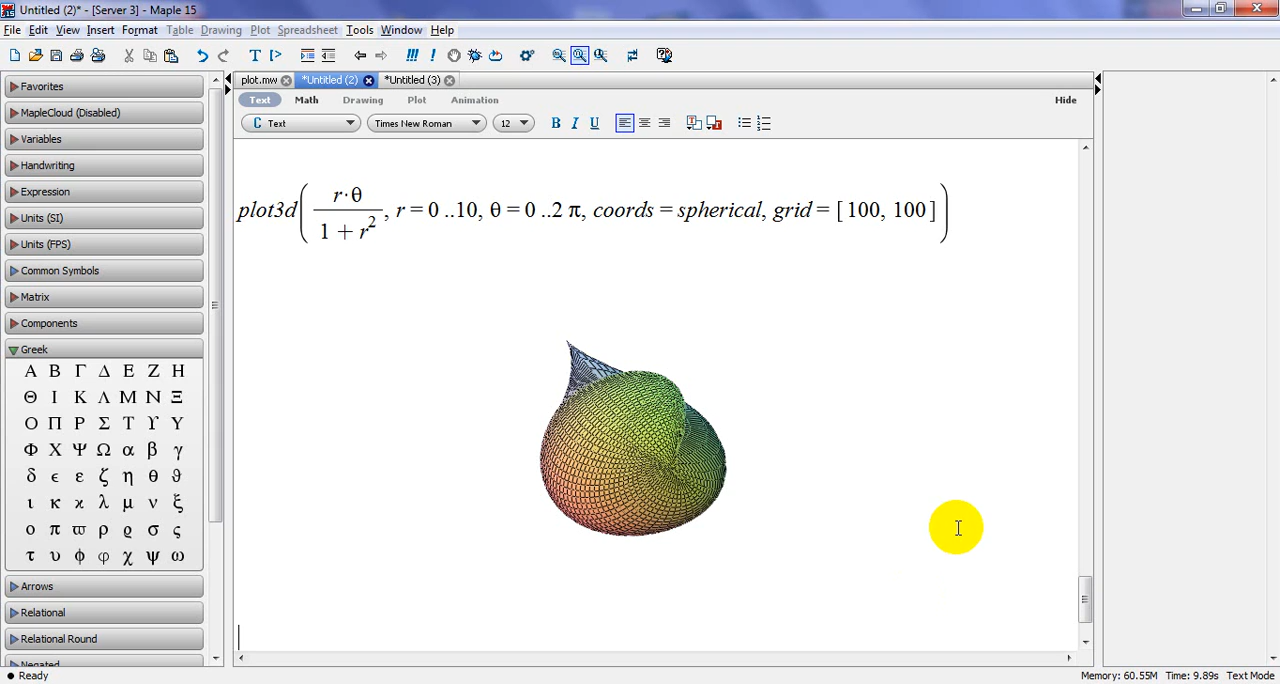 Untitled (2)* - [Server 3] - Maple 15
File Edit View Insert Format Table Drawing Plot Spreadsheet Tools Window Help
plot.mw *Untitled (2) *Untitled (3)
Text Math Drawing Plot Animation Hide
C Text Times New Roman 12 B I U
Favorites
MapleCloud (Disabled)
Variables
Handwriting
Expression
Units (SI)
Units (FPS)
Common Symbols
Matrix
Components
Greek
Α Β Γ Δ Ε Ζ Η
Θ Ι Κ Λ Μ Ν Ξ
Ο Π Ρ Σ Τ ϒ Υ
Φ Χ Ψ Ω α β γ
δ ϵ ε ζ η θ ϑ
ι κ ϰ λ μ ν ξ
ο π ϖ ρ ϱ σ ς
τ υ ϕ φ χ ψ ω
Arrows
Relational
Relational Round
Negated
plot3d( r·θ / 1 + r², r = 0 ..10, θ = 0 ..2 π, coords = spherical, grid = [ 100, 100 ] )
Ready
Memory: 60.55M Time: 9.89s Text Mode